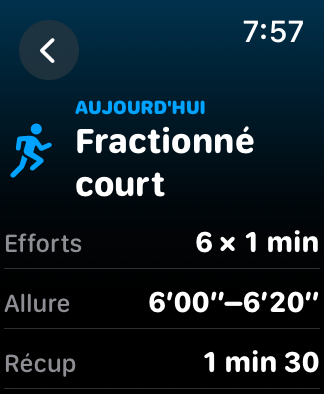 7:57
AUJOURD'HUI
Fractionné
court
Efforts 6 × 1 min
Allure 6′00″–6′20″
Récup 1 min 30